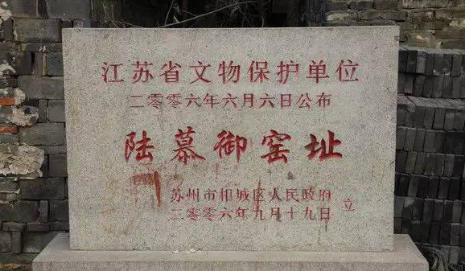 江苏省文物保护单位
二零零六年六月六日公布
陆慕御窑址
苏州市相城区人民政府
二零零六年九月十九日 立